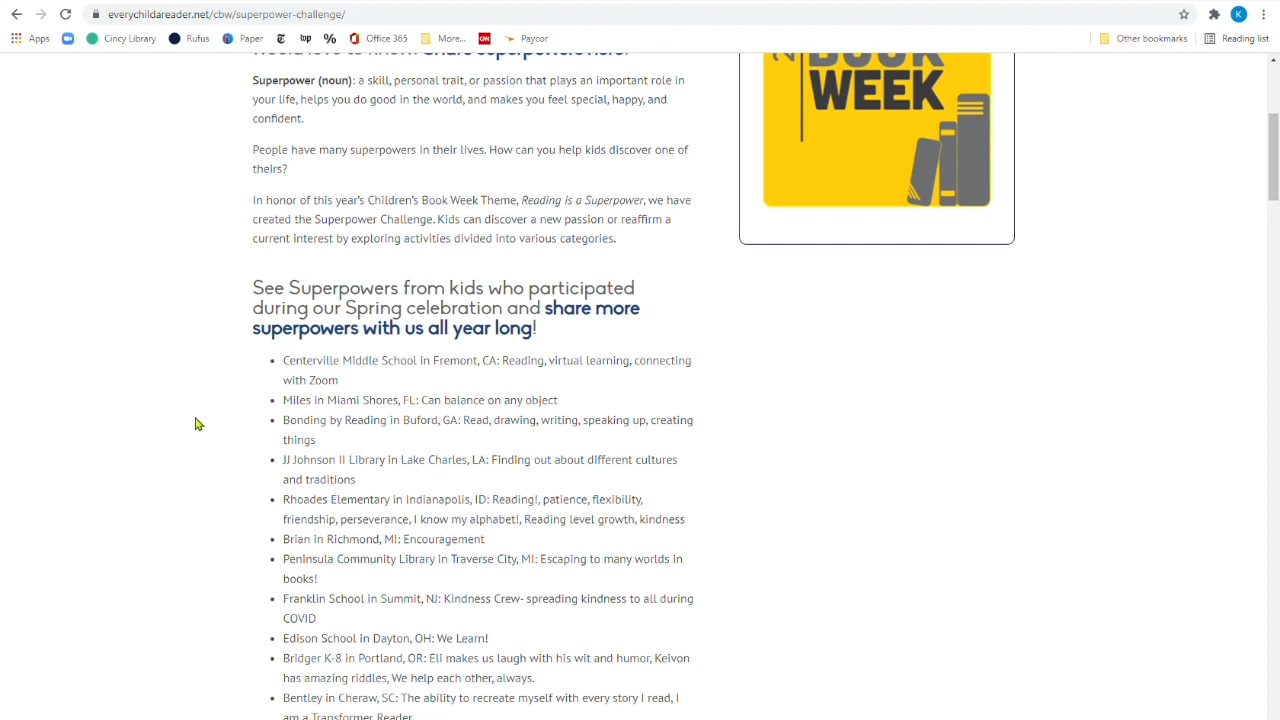 everychildareader.net/cbw/superpower-challenge/
K
Apps Cincy Library Rufus Paper top Office 365 More... CNN Paycor Other bookmarks Reading list
would love to know! Share superpowers here!
Superpower (noun): a skill, personal trait, or passion that plays an important role in
your life, helps you do good in the world, and makes you feel special, happy, and
confident.
People have many superpowers in their lives. How can you help kids discover one of
theirs?
In honor of this year's Children's Book Week Theme, Reading is a Superpower, we have
created the Superpower Challenge. Kids can discover a new passion or reaffirm a
current interest by exploring activities divided into various categories.
BOOK
WEEK
See Superpowers from kids who participated
during our Spring celebration and share more
superpowers with us all year long!
• Centerville Middle School in Fremont, CA: Reading, virtual learning, connecting
with Zoom
• Miles in Miami Shores, FL: Can balance on any object
• Bonding by Reading in Buford, GA: Read, drawing, writing, speaking up, creating
things
• JJ Johnson II Library in Lake Charles, LA: Finding out about different cultures
and traditions
• Rhoades Elementary in Indianapolis, ID: Reading!, patience, flexibility,
friendship, perseverance, I know my alphabet!, Reading level growth, kindness
• Brian in Richmond, MI: Encouragement
• Peninsula Community Library in Traverse City, MI: Escaping to many worlds in
books!
• Franklin School in Summit, NJ: Kindness Crew- spreading kindness to all during
COVID
• Edison School in Dayton, OH: We Learn!
• Bridger K-8 in Portland, OR: Eli makes us laugh with his wit and humor, Keivon
has amazing riddles, We help each other, always.
• Bentley in Cheraw, SC: The ability to recreate myself with every story I read, I
am a Transformer Reader